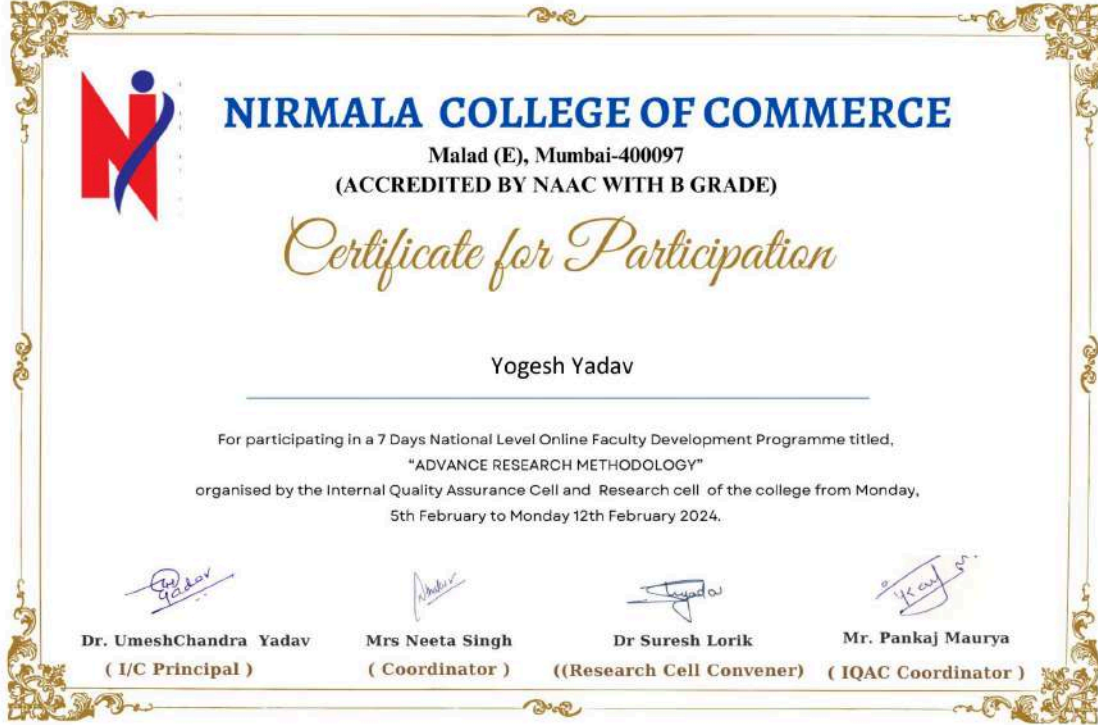 NIRMALA COLLEGE OF COMMERCE
Malad (E), Mumbai-400097
(ACCREDITED BY NAAC WITH B GRADE)
Certificate for Participation
Yogesh Yadav
For participating in a 7 Days National Level Online Faculty Development Programme titled,
“ADVANCE RESEARCH METHODOLOGY”
organised by the Internal Quality Assurance Cell and Research cell of the college from Monday,
5th February to Monday 12th February 2024.
Dr. UmeshChandra Yadav
Mrs Neeta Singh
Dr Suresh Lorik
Mr. Pankaj Maurya
( I/C Principal )
( Coordinator )
((Research Cell Convener)
( IQAC Coordinator )